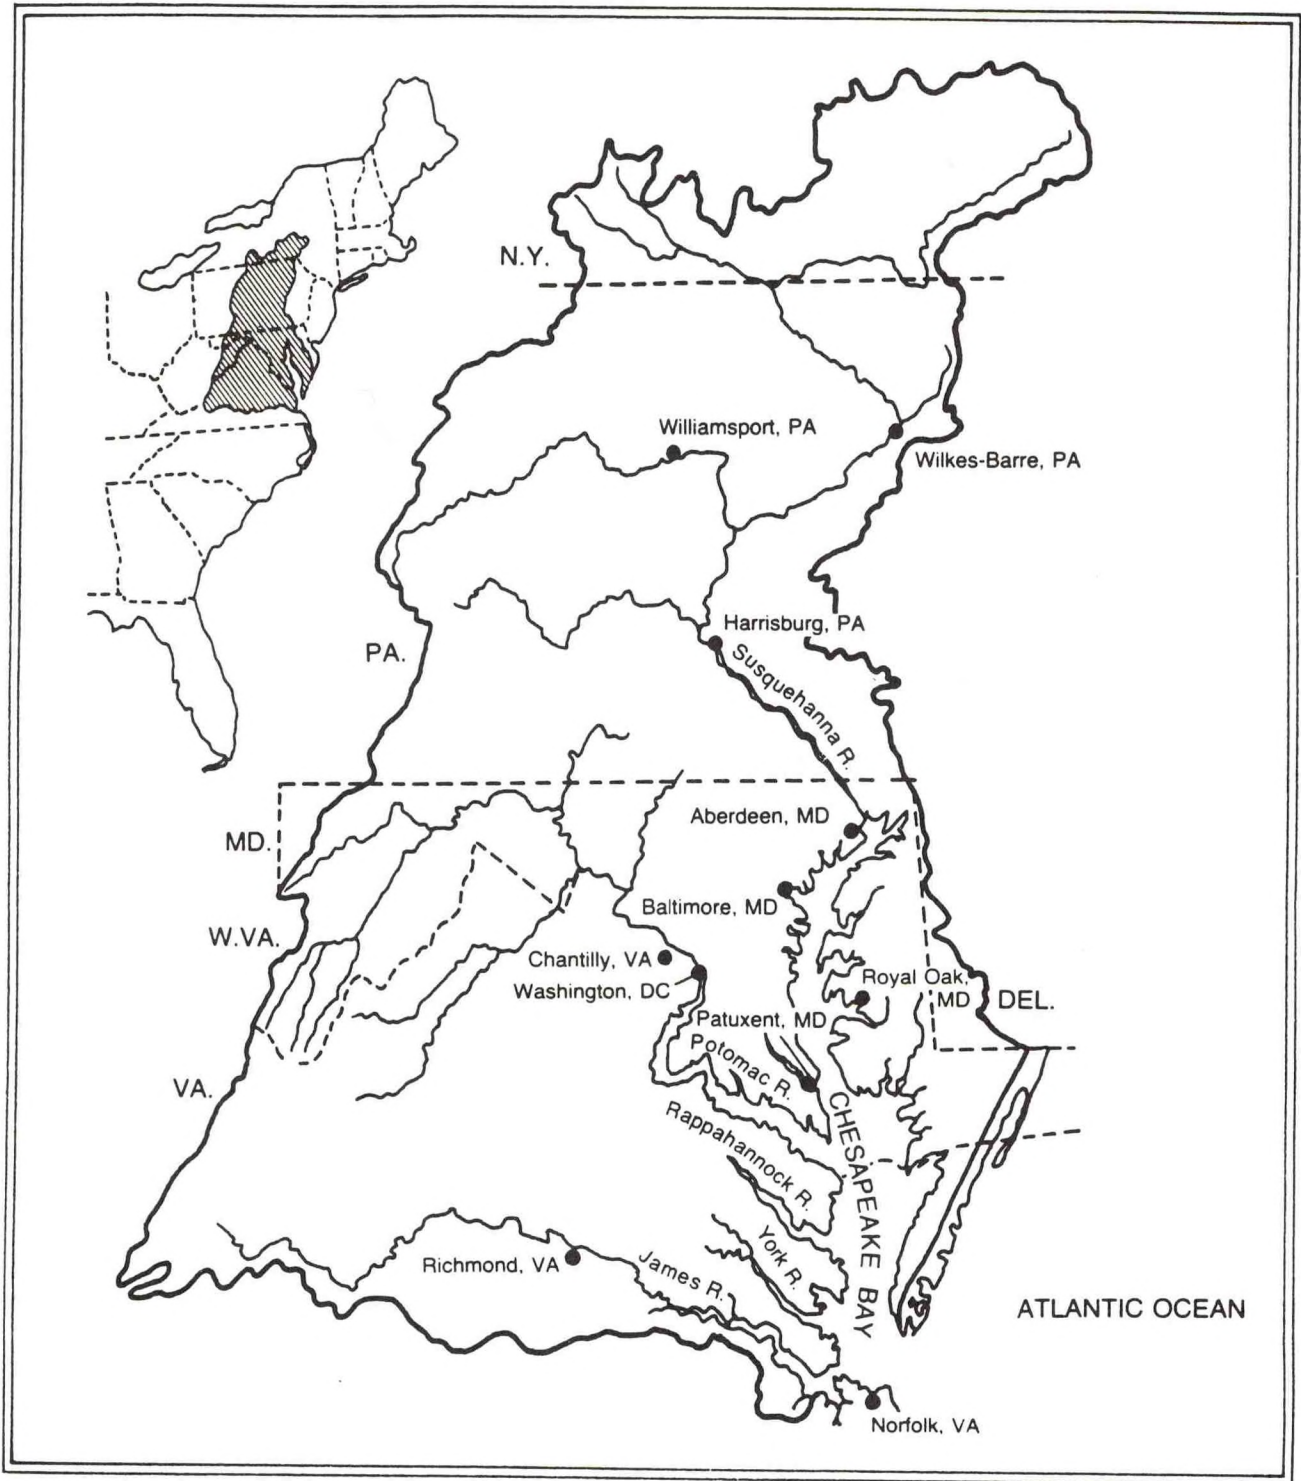 N.Y.
Williamsport, PA
Wilkes-Barre, PA
Harrisburg, PA
PA.
Susquehanna R.
Aberdeen, MD
MD.
Baltimore, MD
W.VA.
Chantilly, VA
Washington, DC
Royal Oak,
MD
DEL.
Patuxent, MD
Potomac R.
VA.
CHESAPEAKE BAY
Rappahannock R.
York R.
Richmond, VA
James R.
ATLANTIC OCEAN
Norfolk, VA